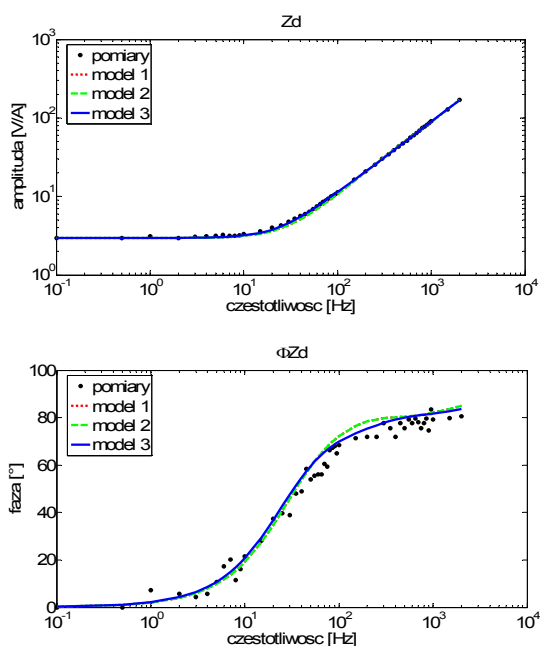 Zd
10³
pomiary
model 1
model 2
model 3
10²
amplituda [V/A]
10¹
10⁰
10⁻¹ 10⁰ 10¹ 10² 10³ 10⁴
czestotliwosc [Hz]
ΦZd
100
pomiary
model 1
model 2
model 3
80
60
faza [°]
40
20
0
10⁻¹ 10⁰ 10¹ 10² 10³ 10⁴
czestotliwosc [Hz]